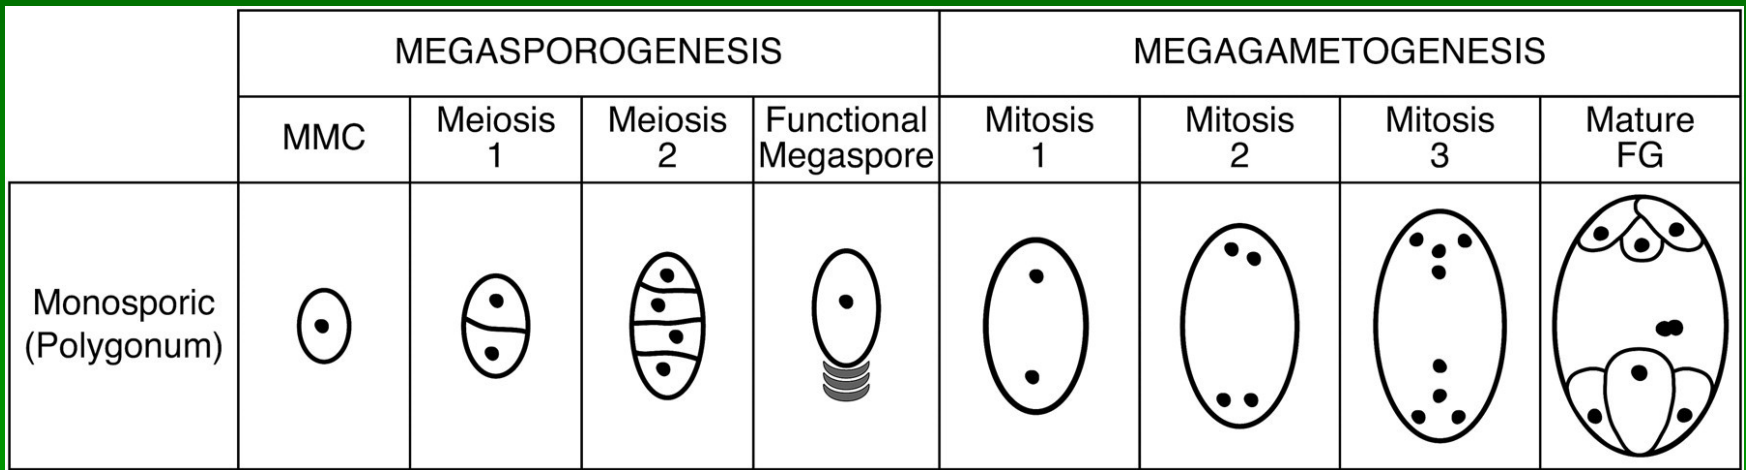 MEGASPOROGENESIS
MEGAGAMETOGENESIS
MMC
Meiosis
1
Meiosis
2
Functional
Megaspore
Mitosis
1
Mitosis
2
Mitosis
3
Mature
FG
Monosporic
(Polygonum)